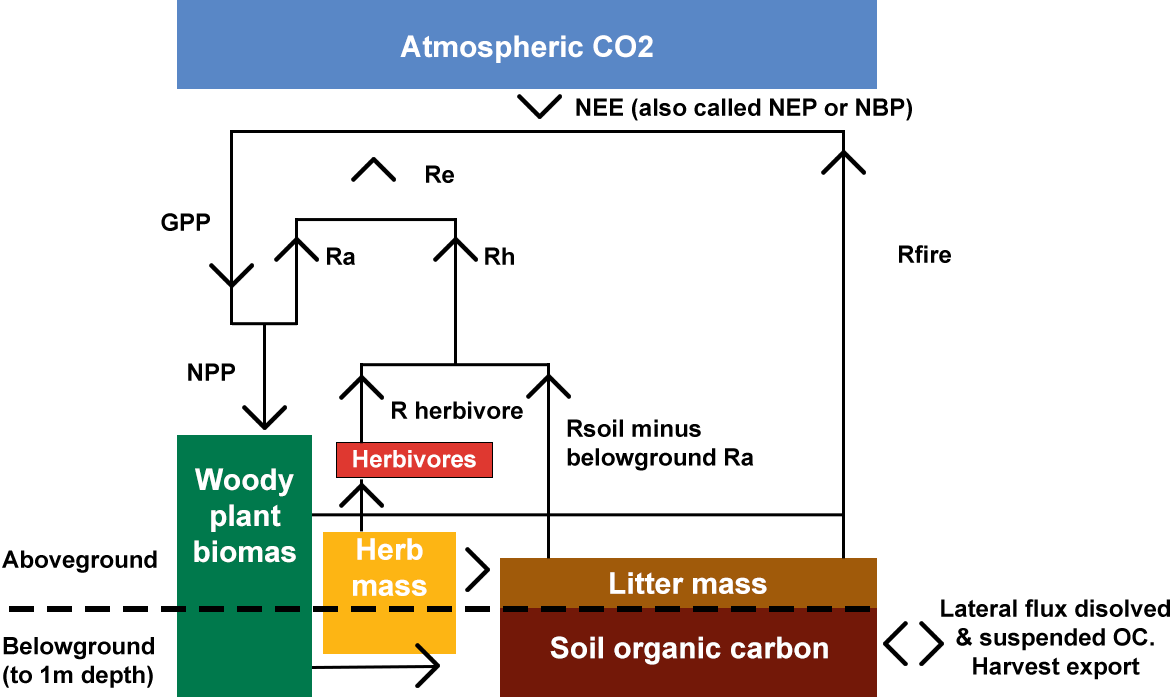 Atmospheric CO2
NEE (also called NEP or NBP)
Re
GPP
Ra
Rh
Rfire
NPP
R herbivore
Rsoil minus
belowground Ra
Herbivores
Woody
plant
biomas
Herb
mass
Aboveground
Litter mass
Belowground
(to 1m depth)
Soil organic carbon
Lateral flux disolved
& suspended OC.
Harvest export